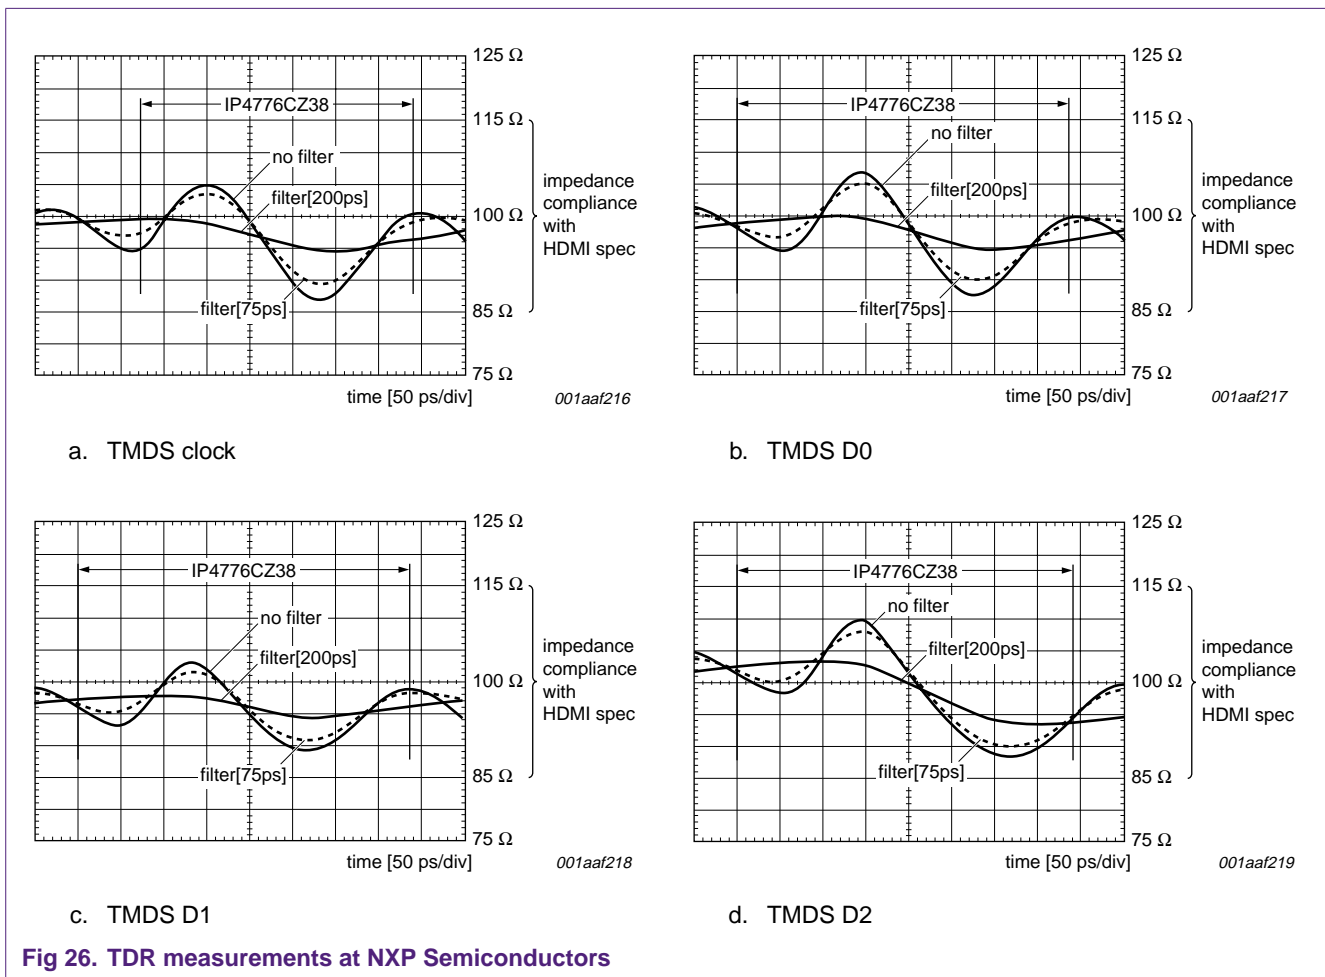 125 Ω
IP4776CZ38
115 Ω
no filter
filter[200ps]
100 Ω
impedance
compliance
with
HDMI spec
filter[75ps]
85 Ω
75 Ω
time [50 ps/div]
001aaf216
a. TMDS clock
125 Ω
IP4776CZ38
115 Ω
no filter
filter[200ps]
100 Ω
impedance
compliance
with
HDMI spec
filter[75ps]
85 Ω
75 Ω
time [50 ps/div]
001aaf217
b. TMDS D0
125 Ω
IP4776CZ38
115 Ω
no filter
filter[200ps]
100 Ω
impedance
compliance
with
HDMI spec
filter[75ps]
85 Ω
75 Ω
time [50 ps/div]
001aaf218
c. TMDS D1
125 Ω
IP4776CZ38
115 Ω
no filter
filter[200ps]
100 Ω
impedance
compliance
with
HDMI spec
filter[75ps]
85 Ω
75 Ω
time [50 ps/div]
001aaf219
d. TMDS D2
Fig 26. TDR measurements at NXP Semiconductors